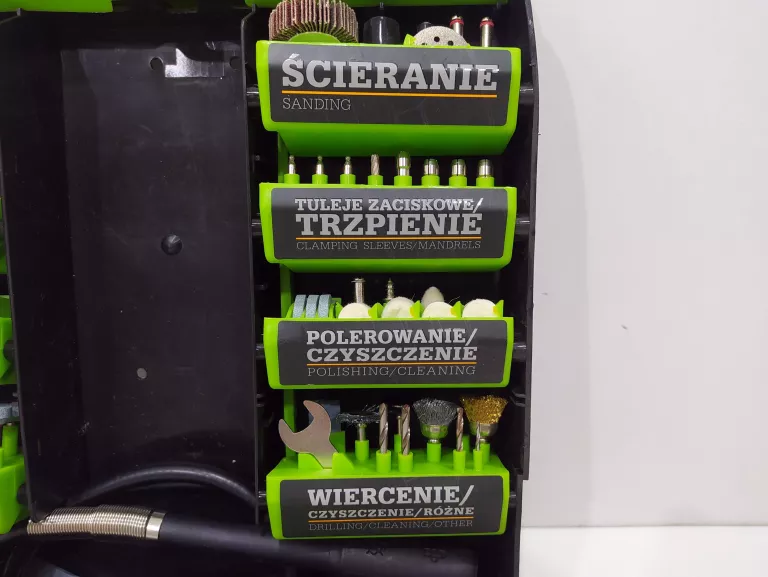 ŚCIERANIE
SANDING
TULEJE ZACISKOWE/
TRZPIENIE
CLAMPING SLEEVES/MANDRELS
POLEROWANIE/
CZYSZCZENIE
POLISHING/CLEANING
WIERCENIE/
CZYSZCZENIE/RÓŻNE
DRILLING/CLEANING/OTHER